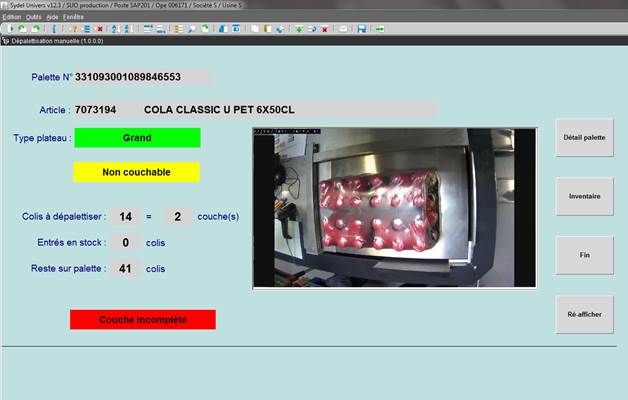 Sydel Univers v12.3 / SUO production / Poste SAP201 / Ope 006171 / Société S / Usine S
Edition Outils Aide Fenêtre
Dépalettisation manuelle (1.0.0.0)
Palette N° 331093001089846553
Article : 7073194 COLA CLASSIC U PET 6X50CL
Type plateau : Grand
Détail palette
Non couchable
Inventaire
Colis à dépalettiser : 14 = 2 couche(s)
Entrés en stock : 0 colis
Fin
Reste sur palette : 41 colis
Couche incomplète
Ré-afficher